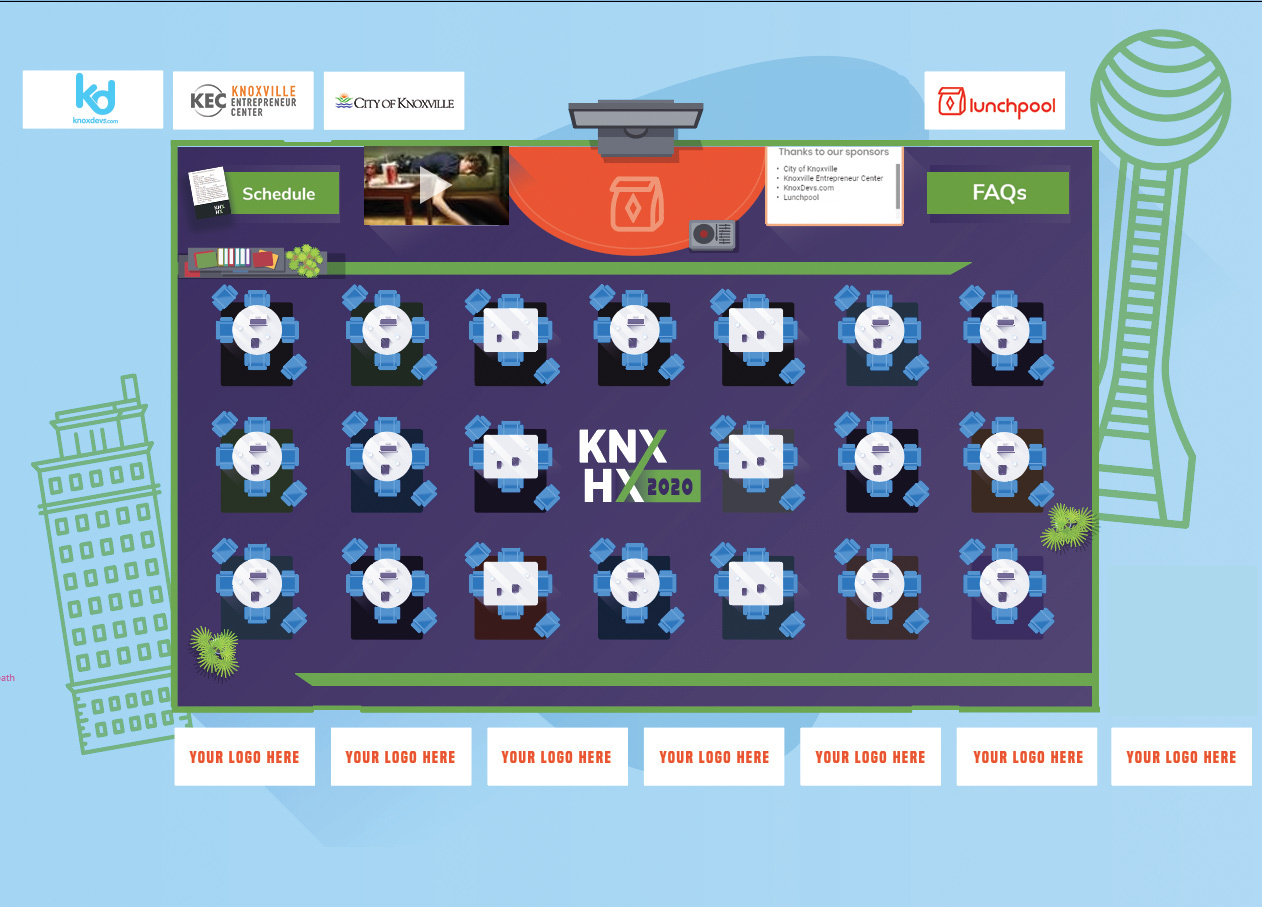 kd
knoxdevs.com
KEC KNOXVILLE
ENTREPRENEUR
CENTER
CITY OF KNOXVILLE
lunchpool
Schedule
KNX
HX
Thanks to our sponsors
• City of Knoxville
• Knoxville Entrepreneur Center
• KnoxDevs.com
• Lunchpool
FAQs
KNX
HX 2020
ath
YOUR LOGO HERE
YOUR LOGO HERE
YOUR LOGO HERE
YOUR LOGO HERE
YOUR LOGO HERE
YOUR LOGO HERE
YOUR LOGO HERE